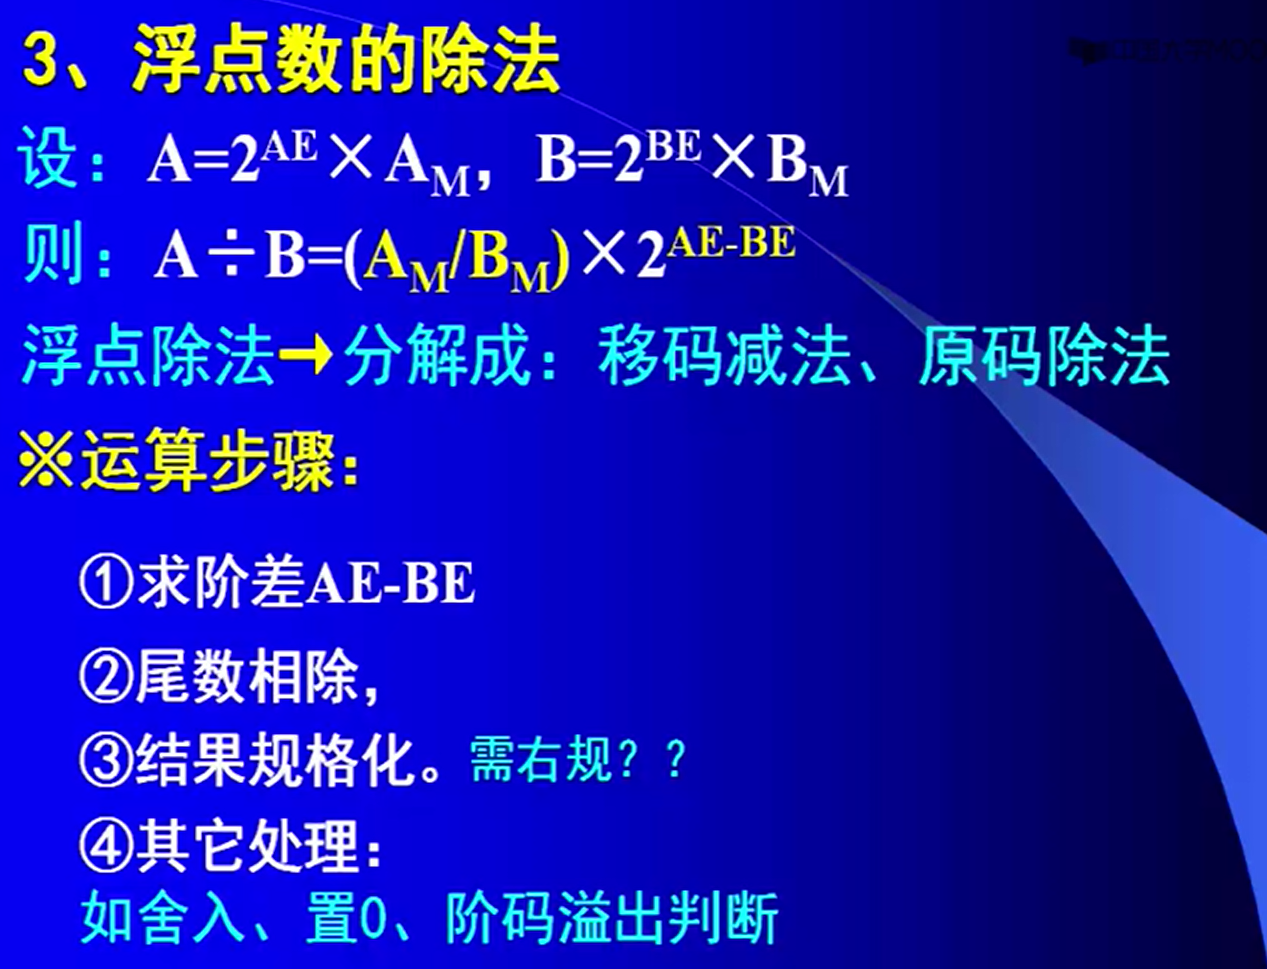 3、浮点数的除法
设：A=2^AE×A_M，B=2^BE×B_M
则：A÷B=(A_M/B_M)×2^AE-BE
浮点除法→分解成：移码减法、原码除法
※运算步骤：
①求阶差AE-BE
②尾数相除，
③结果规格化。需右规？？
④其它处理：
如舍入、置0、阶码溢出判断